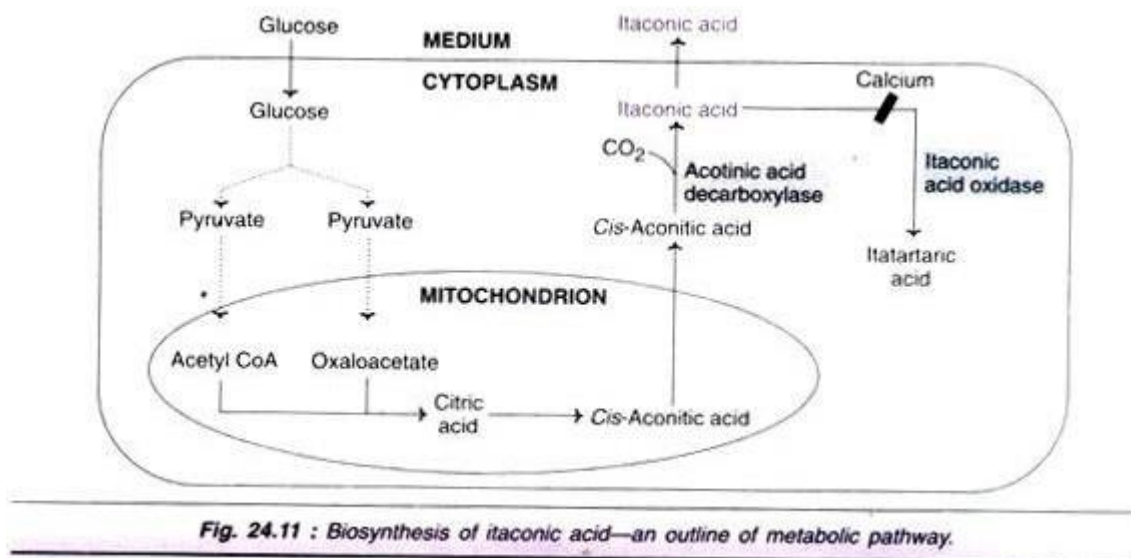 Glucose
MEDIUM
Itaconic acid
CYTOPLASM
Glucose
Itaconic acid
Calcium
CO2
Acotinic acid
decarboxylase
Itaconic
acid oxidase
Pyruvate
Pyruvate
Cis-Aconitic acid
Itatartaric
acid
MITOCHONDRION
Acetyl CoA
Oxaloacetate
Citric
acid
Cis-Aconitic acid
Fig. 24.11 : Biosynthesis of itaconic acid—an outline of metabolic pathway.